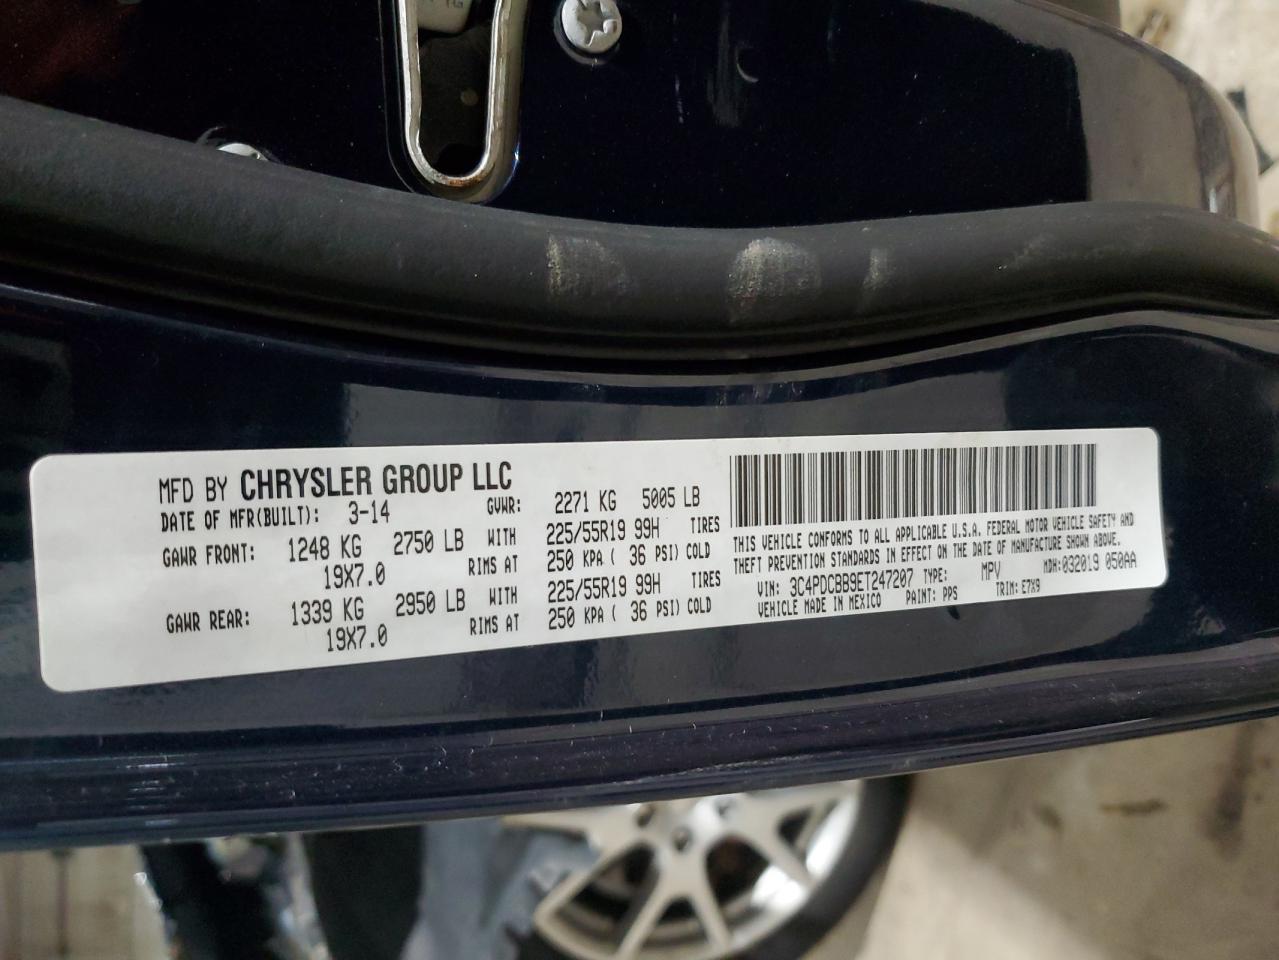 MFD BY CHRYSLER GROUP LLC
DATE OF MFR(BUILT): 3-14 GVWR: 2271 KG 5005 LB
GAWR FRONT: 1248 KG 2750 LB WITH 225/55R19 99H TIRES
19X7.0 RIMS AT 250 KPA ( 36 PSI) COLD
GAWR REAR: 1339 KG 2950 LB WITH 225/55R19 99H TIRES
19X7.0 RIMS AT 250 KPA ( 36 PSI) COLD
THIS VEHICLE CONFORMS TO ALL APPLICABLE U.S.A. FEDERAL MOTOR VEHICLE SAFETY AND
THEFT PREVENTION STANDARDS IN EFFECT ON THE DATE OF MANUFACTURE SHOWN ABOVE.
VIN: 3C4PDCBB9ET247207 TYPE: MPV MDH: 032019 050AA
VEHICLE MADE IN MEXICO PAINT: PPS TRIM: E7X9